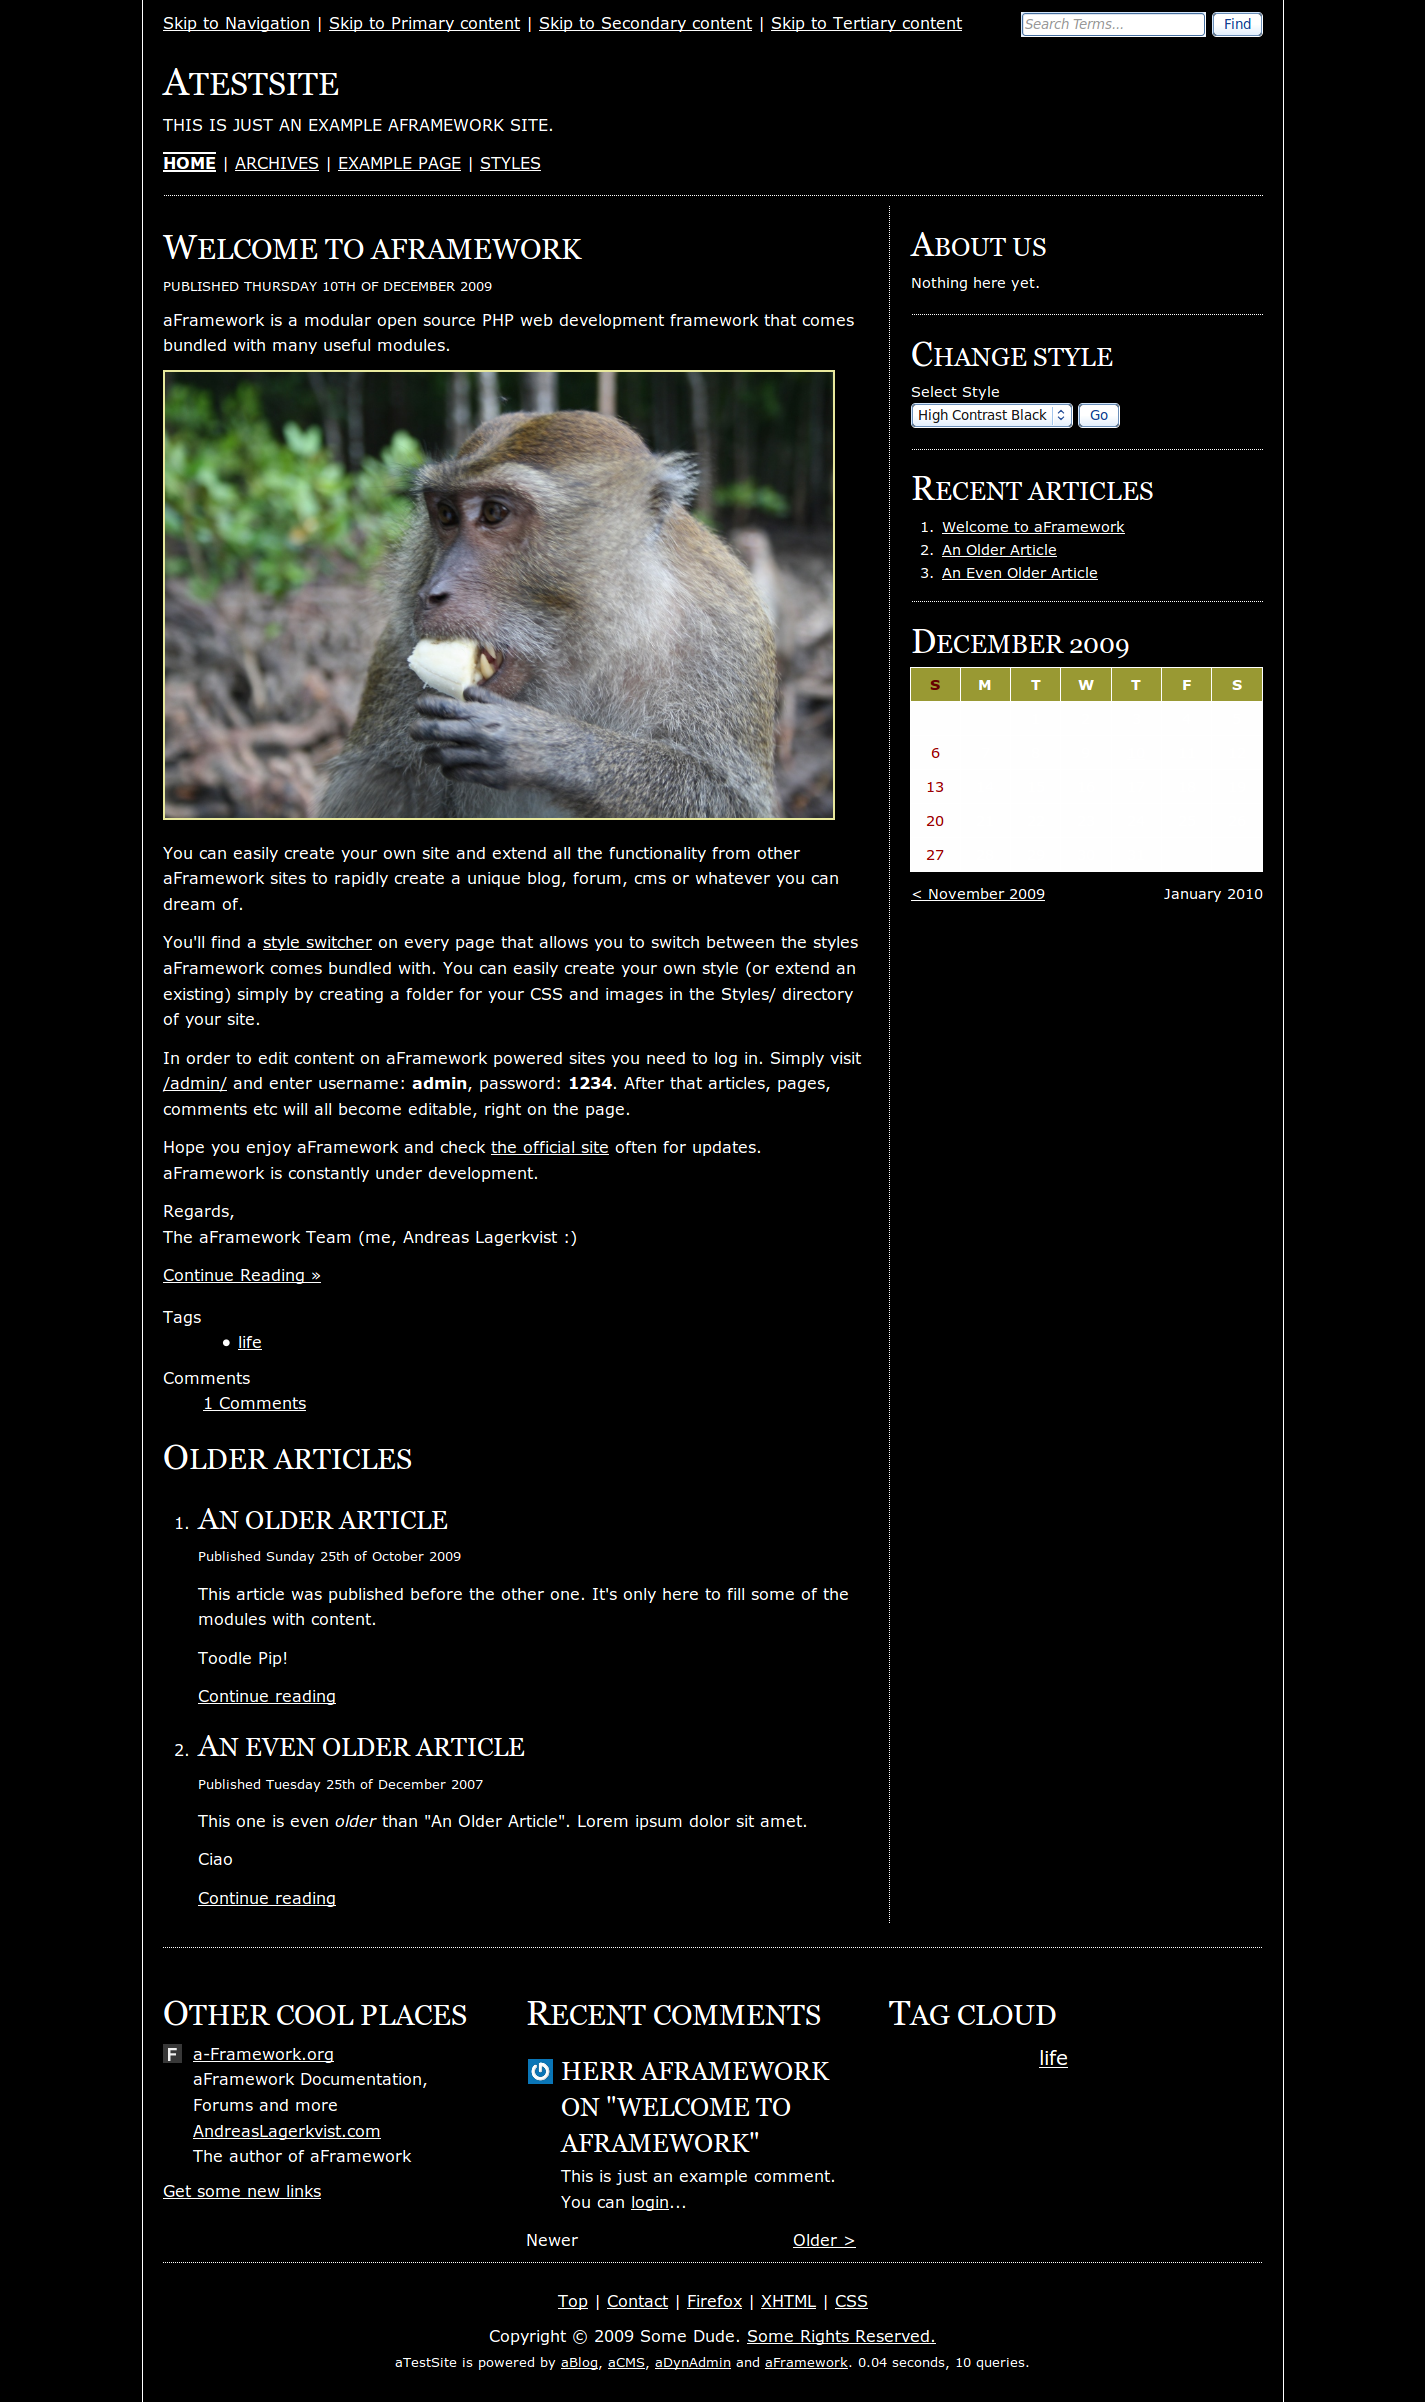 Skip to Navigation | Skip to Primary content | Skip to Secondary content | Skip to Tertiary content
Search Terms...
Find
Atestsite
THIS IS JUST AN EXAMPLE AFRAMEWORK SITE.
HOME | ARCHIVES | EXAMPLE PAGE | STYLES
Welcome to aframework
PUBLISHED THURSDAY 10TH OF DECEMBER 2009
aFramework is a modular open source PHP web development framework that comes
bundled with many useful modules.
You can easily create your own site and extend all the functionality from other
aFramework sites to rapidly create a unique blog, forum, cms or whatever you can
dream of.
You'll find a style switcher on every page that allows you to switch between the styles
aFramework comes bundled with. You can easily create your own style (or extend an
existing) simply by creating a folder for your CSS and images in the Styles/ directory
of your site.
In order to edit content on aFramework powered sites you need to log in. Simply visit
/admin/ and enter username: admin, password: 1234. After that articles, pages,
comments etc will all become editable, right on the page.
Hope you enjoy aFramework and check the official site often for updates.
aFramework is constantly under development.
Regards,
The aFramework Team (me, Andreas Lagerkvist :)
Continue Reading »
Tags
• life
Comments
1 Comments
Older articles
1. An older article
Published Sunday 25th of October 2009
This article was published before the other one. It's only here to fill some of the
modules with content.
Toodle Pip!
Continue reading
2. An even older article
Published Tuesday 25th of December 2007
This one is even older than "An Older Article". Lorem ipsum dolor sit amet.
Ciao
Continue reading
About us
Nothing here yet.
Change style
Select Style
High Contrast Black
Go
Recent articles
1. Welcome to aFramework
2. An Older Article
3. An Even Older Article
December 2009
S M T W T F S
6
13
20
27
< November 2009 January 2010
Other cool places
F a-Framework.org
aFramework Documentation,
Forums and more
AndreasLagerkvist.com
The author of aFramework
Get some new links
Recent comments
HERR AFRAMEWORK
ON "WELCOME TO
AFRAMEWORK"
This is just an example comment.
You can login...
Newer Older >
Tag cloud
life
Top | Contact | Firefox | XHTML | CSS
Copyright © 2009 Some Dude. Some Rights Reserved.
aTestSite is powered by aBlog, aCMS, aDynAdmin and aFramework. 0.04 seconds, 10 queries.